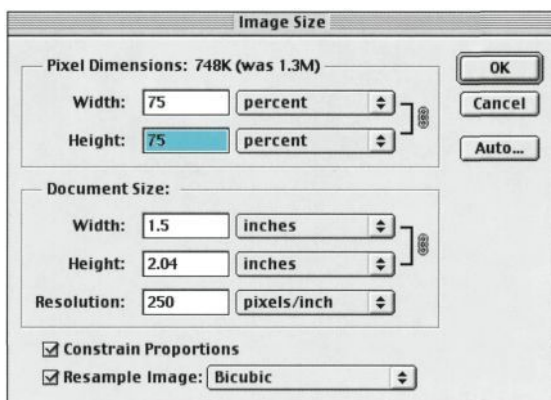 Image Size
Pixel Dimensions: 748K (was 1.3M)
Width: 75 percent
Height: 75 percent
OK
Cancel
Auto...
Document Size:
Width: 1.5 inches
Height: 2.04 inches
Resolution: 250 pixels/inch
Constrain Proportions
Resample Image: Bicubic